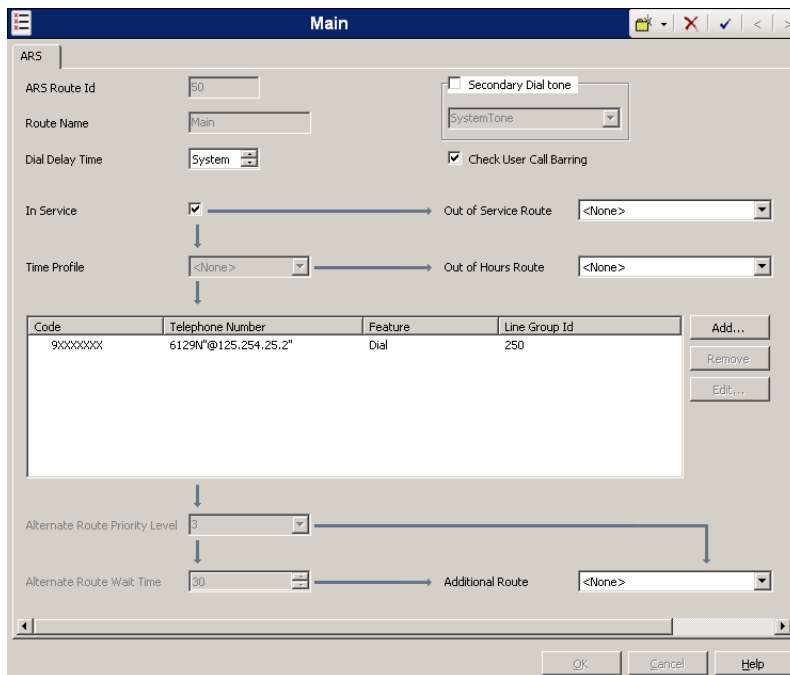 Main
ARS
ARS Route Id 50
Secondary Dial tone
Route Name Main
SystemTone
Dial Delay Time System
Check User Call Barring
In Service
Out of Service Route <None>
Time Profile <None>
Out of Hours Route <None>
Code Telephone Number Feature Line Group Id
9XXXXXXX 6129N"@125.254.25.2" Dial 250
Add...
Remove
Edit...
Alternate Route Priority Level 3
Alternate Route Wait Time 30
Additional Route <None>
OK Cancel Help